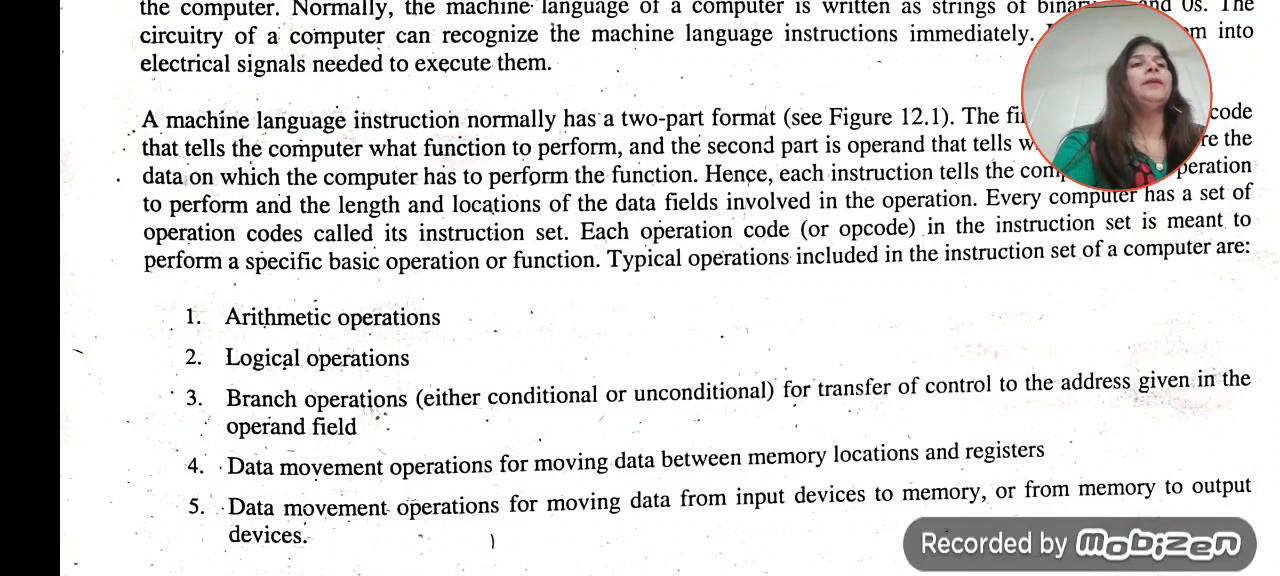 the computer. Normally, the machine language of a computer is written as strings of 0s. The
circuitry of a computer can recognize the machine language instructions immediately. into
electrical signals needed to execute them.
A machine language instruction normally has a two-part format (see Figure 12.1). The code
that tells the computer what function to perform, and the second part is operand that tells the
data on which the computer has to perform the function. Hence, each instruction tells the
to perform and the length and locations of the data fields involved in the operation. Every computer has a set of
operation codes called its instruction set. Each operation code (or opcode) in the instruction set is meant to
perform a specific basic operation or function. Typical operations included in the instruction set of a computer are:
1. Arithmetic operations
2. Logical operations
3. Branch operations (either conditional or unconditional) for transfer of control to the address given in the
operand field
4. Data movement operations for moving data between memory locations and registers
5. Data movement operations for moving data from input devices to memory, or from memory to output
devices.
Recorded by mobizen